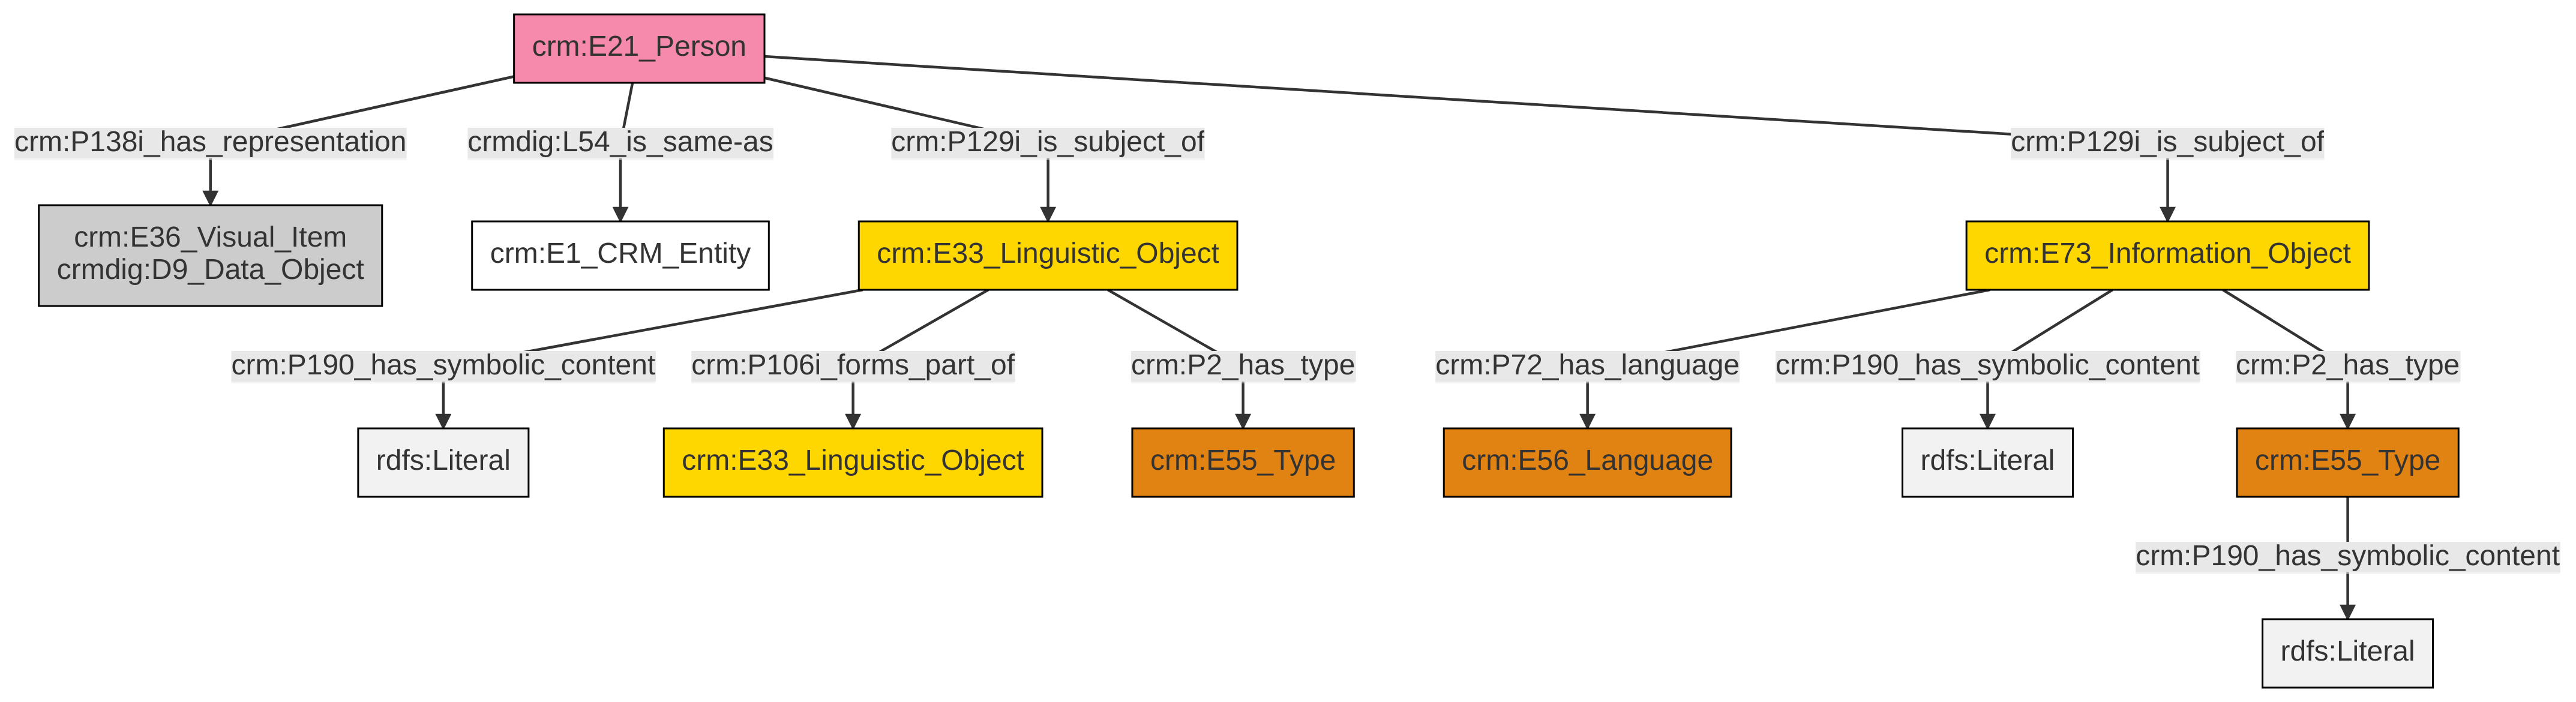 crm:E21_Person
crm:P138i_has_representation
crmdig:L54_is_same-as
crm:P129i_is_subject_of
crm:P129i_is_subject_of
crm:E36_Visual_Item
crmdig:D9_Data_Object
crm:E1_CRM_Entity
crm:E33_Linguistic_Object
crm:E73_Information_Object
crm:P190_has_symbolic_content
crm:P106i_forms_part_of
crm:P2_has_type
crm:P72_has_language
crm:P190_has_symbolic_content
crm:P2_has_type
rdfs:Literal
crm:E33_Linguistic_Object
crm:E55_Type
crm:E56_Language
rdfs:Literal
crm:E55_Type
crm:P190_has_symbolic_content
rdfs:Literal